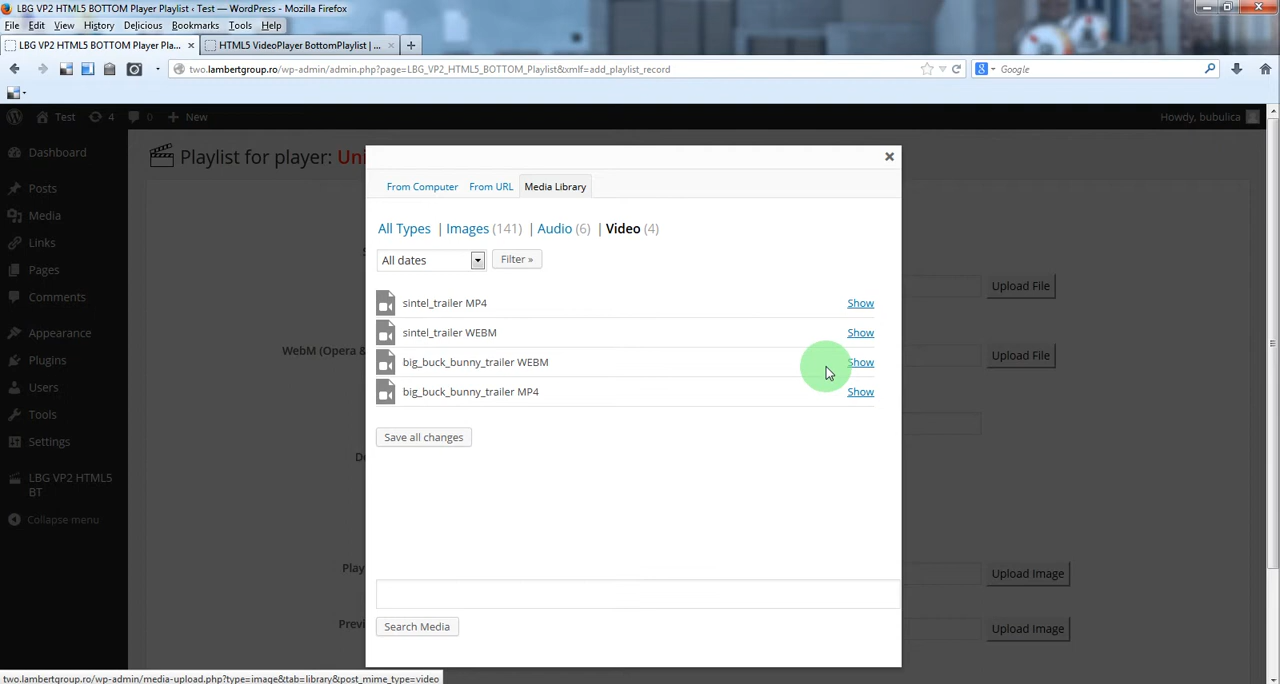 LBG VP2 HTML5 BOTTOM Player Playlist ‹ Test — WordPress - Mozilla Firefox
File Edit View History Delicious Bookmarks Tools Help
LBG VP2 HTML5 BOTTOM Player Pla... × HTML5 VideoPlayer BottomPlaylist | ... × +
two.lambertgroup.ro/wp-admin/admin.php?page=LBG_VP2_HTML5_BOTTOM_Playlist&xmlf=add_playlist_record
Google
Test 4 0 + New Howdy, bubulica
Dashboard
Playlist for player: Uni
Posts
Media
Links
Pages
Comments
Appearance
Plugins
Users
Tools
Settings
LBG VP2 HTML5
BT
Collapse menu
From Computer From URL Media Library
All Types | Images (141) | Audio (6) | Video (4)
All dates Filter »
sintel_trailer MP4 Show
sintel_trailer WEBM Show
big_buck_bunny_trailer WEBM Show
big_buck_bunny_trailer MP4 Show
Save all changes
Search Media
Upload File
WebM (Opera & Upload File
De
Play Upload Image
Previ Upload Image
two.lambertgroup.ro/wp-admin/media-upload.php?type=image&tab=library&post_mime_type=video